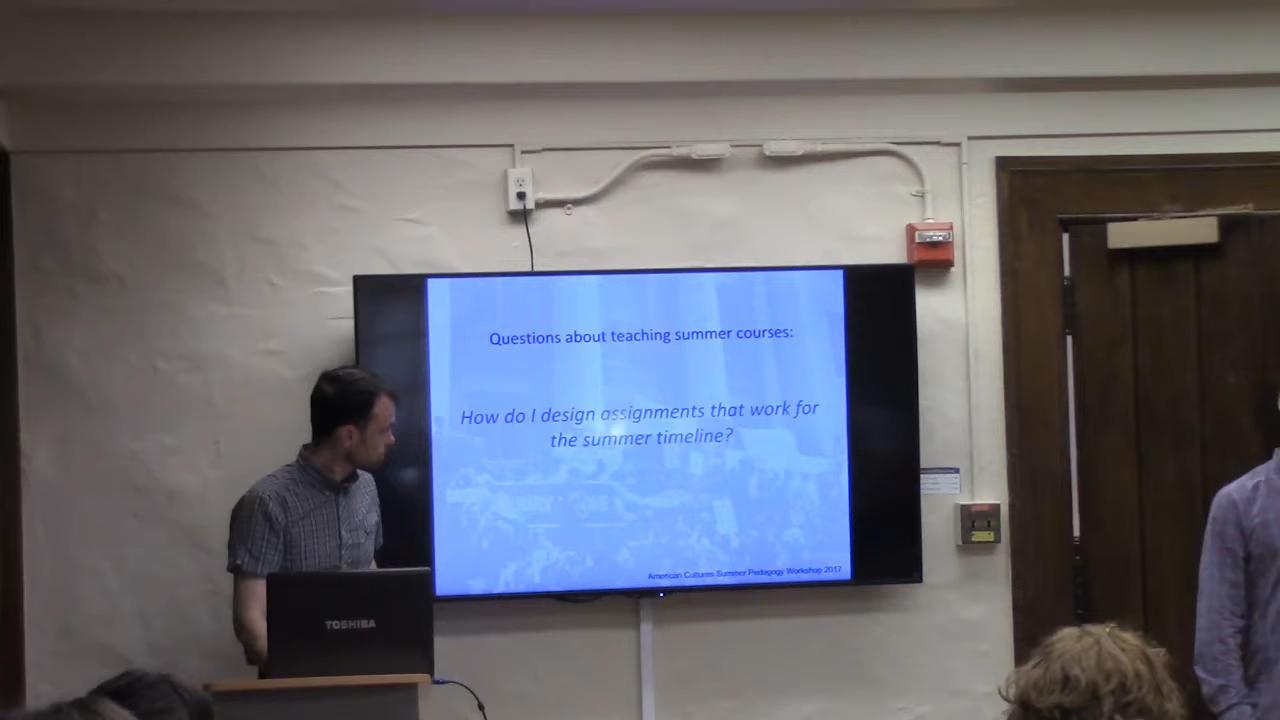 Questions about teaching summer courses:
How do I design assignments that work for
the summer timeline?
American Cultures Summer Pedagogy Workshop 2017
TOSHIBA